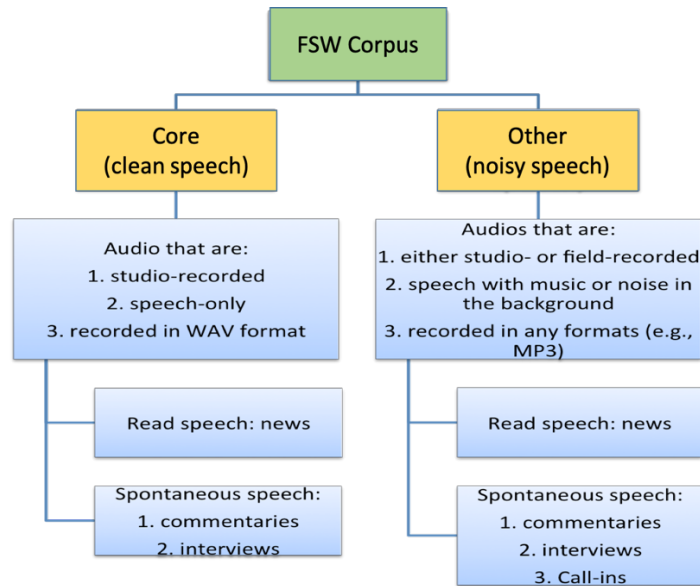 FSW Corpus
Core
(clean speech)
Other
(noisy speech)
Audio that are:
1. studio-recorded
2. speech-only
3. recorded in WAV format
Audios that are:
1. either studio- or field-recorded
2. speech with music or noise in
the background
3. recorded in any formats (e.g.,
MP3)
Read speech: news
Read speech: news
Spontaneous speech:
1. commentaries
2. interviews
Spontaneous speech:
1. commentaries
2. interviews
3. Call-ins